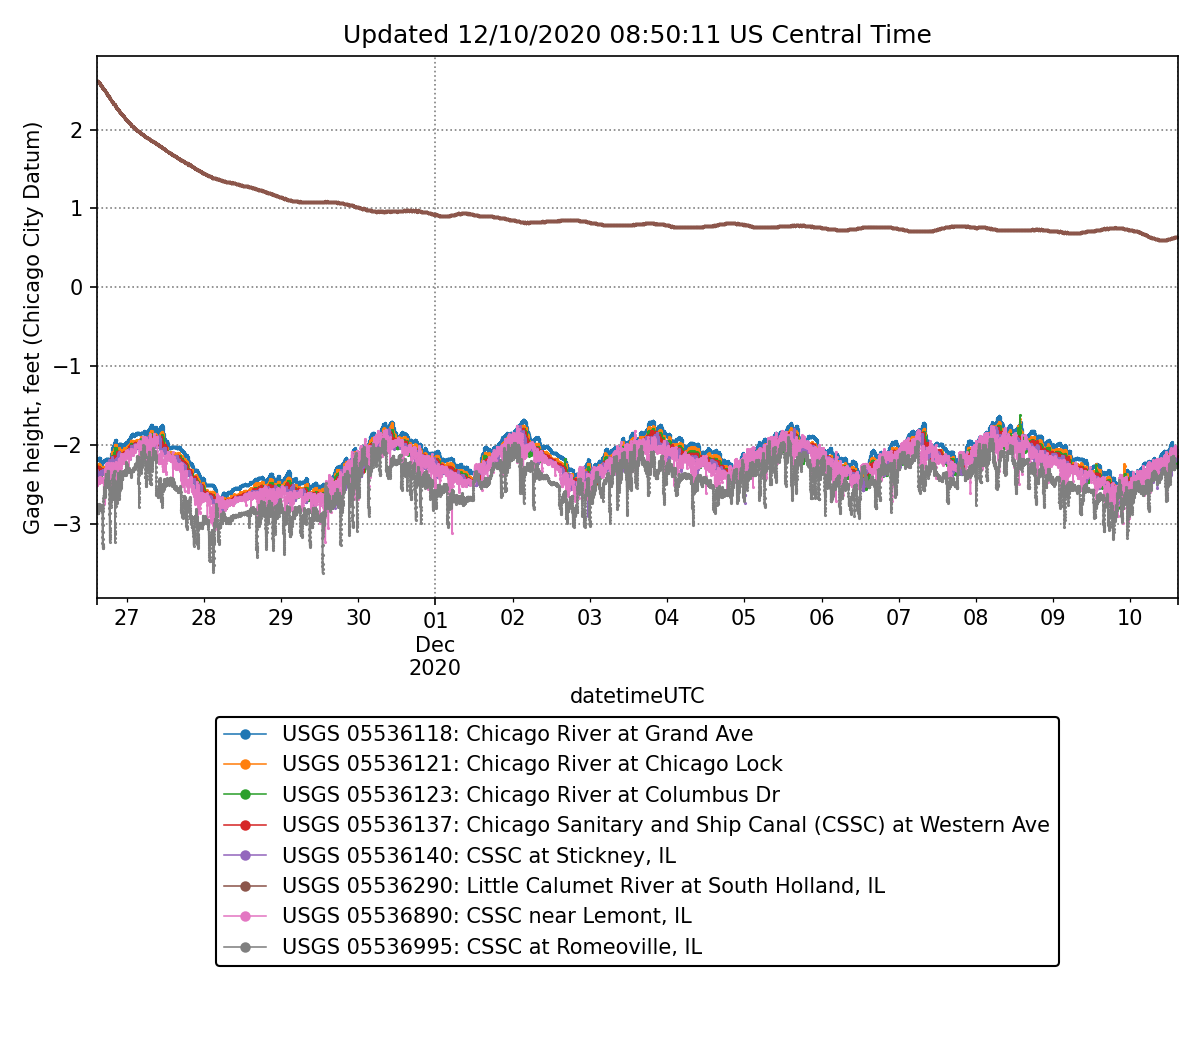 Updated 12/10/2020 08:50:11 US Central Time
Gage height, feet (Chicago City Datum)
2
1
0
−1
−2
−3
27 28 29 30 01 02 03 04 05 06 07 08 09 10
Dec
2020
datetimeUTC
USGS 05536118: Chicago River at Grand Ave
USGS 05536121: Chicago River at Chicago Lock
USGS 05536123: Chicago River at Columbus Dr
USGS 05536137: Chicago Sanitary and Ship Canal (CSSC) at Western Ave
USGS 05536140: CSSC at Stickney, IL
USGS 05536290: Little Calumet River at South Holland, IL
USGS 05536890: CSSC near Lemont, IL
USGS 05536995: CSSC at Romeoville, IL